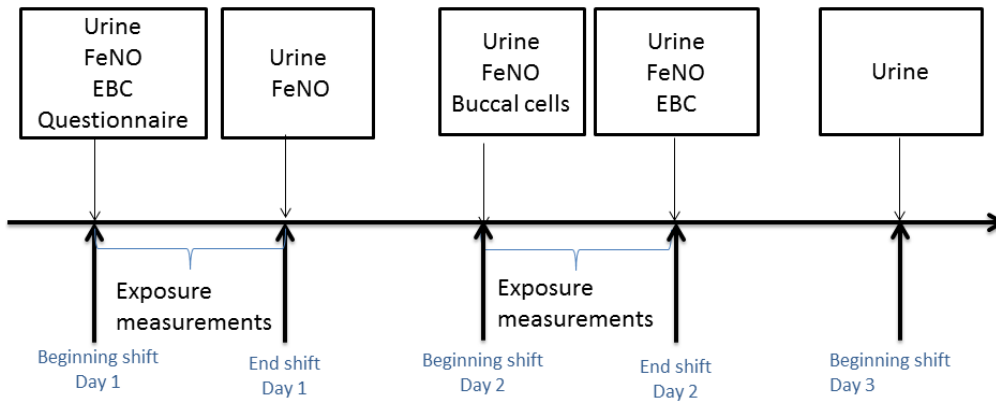 Urine
FeNO
EBC
Questionnaire
Urine
FeNO
Urine
FeNO
Buccal cells
Urine
FeNO
EBC
Urine
Exposure
measurements
Exposure
measurements
Beginning shift
Day 1
End shift
Day 1
Beginning shift
Day 2
End shift
Day 2
Beginning shift
Day 3